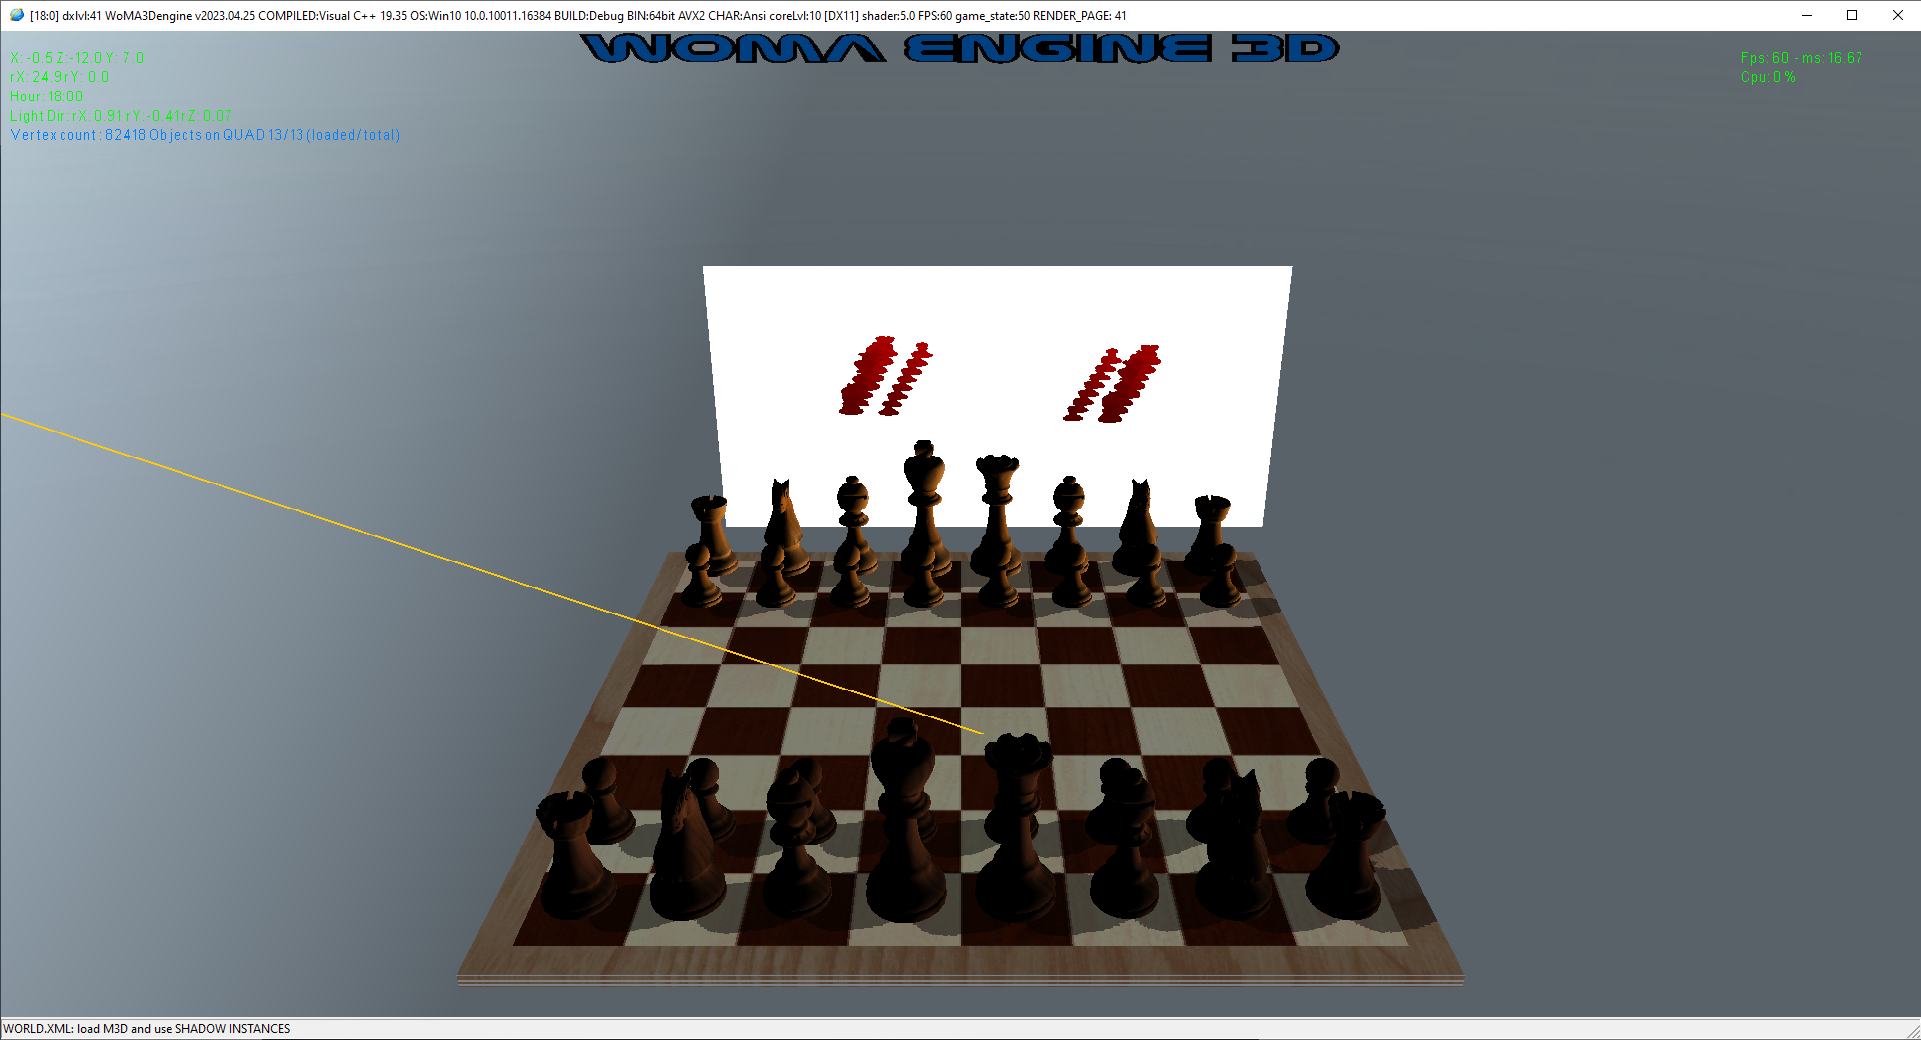 [18:0] dxlvl:41 WoMA3Dengine v2023.04.25 COMPILED:Visual C++ 19.35 OS:Win10 10.0.10011.16384 BUILD:Debug BIN:64bit AVX2 CHAR:Ansi coreLvl:10 [DX11] shader:5.0 FPS:60 game_state:50 RENDER_PAGE: 41
WOMA ENGINE 3D
X: -0.5 Z:-12.0 Y: 7.0
rX: 24.9 rY: 0.0
Hour: 18:00
Light Dir: rX: 0.91 rY: -0.41 rZ: 0.07
Vertex count: 82418 Objects on QUAD 13/13 (loaded/total)
Fps: 60 - ms: 16.67
Cpu: 0 %
WORLD.XML: load M3D and use SHADOW INSTANCES